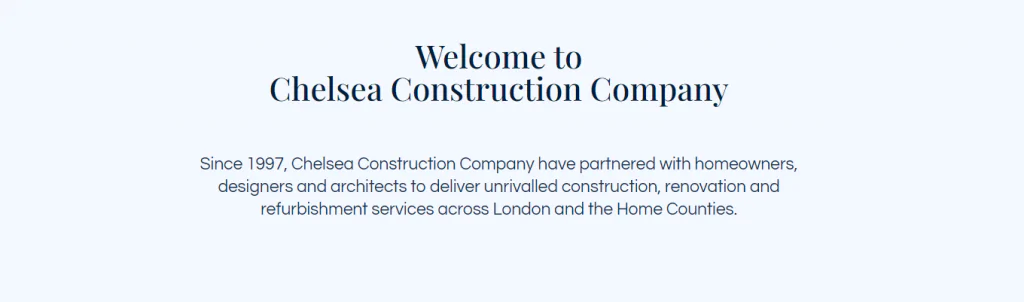 Welcome to
Chelsea Construction Company
Since 1997, Chelsea Construction Company have partnered with homeowners,
designers and architects to deliver unrivalled construction, renovation and
refurbishment services across London and the Home Counties.